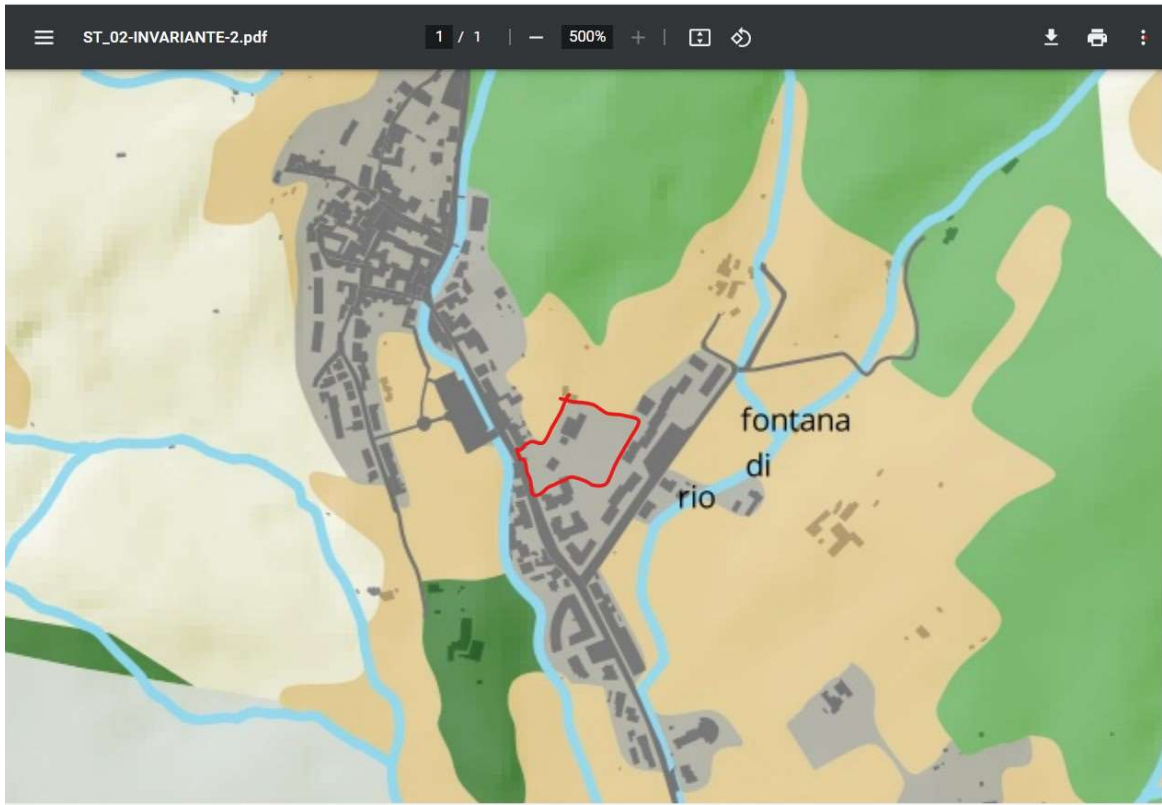 ST_02-INVARIANTE-2.pdf
1 / 1
500%
fontana
di
rio